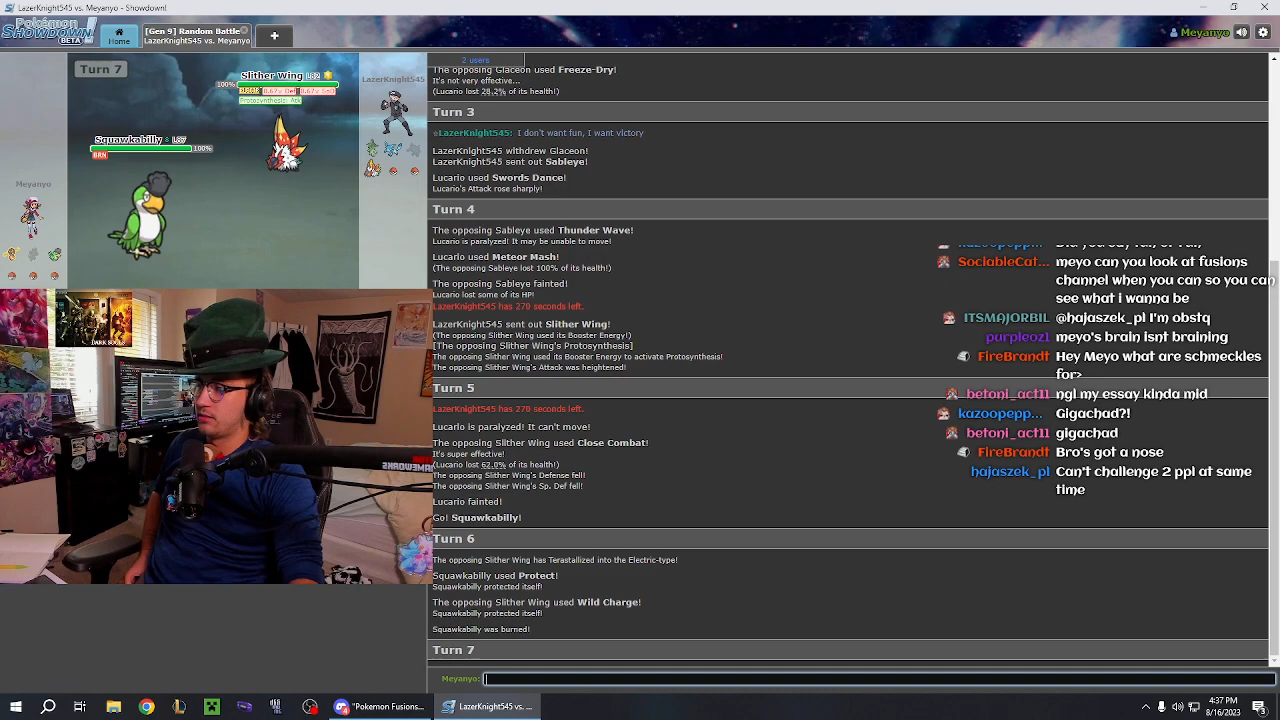 LazerKnight545 vs. Meyanyo - Showdown
Pokémon
SHOWDOWN
BETA
Home
[Gen 9] Random Battle
LazerKnight545 vs. Meyanyo
Meyanyo
2 users
Turn 7
Slither Wing L82
100%
0.67× Def 0.67× SpD
Protosynthesis: Atk
LazerKnight545
Squawkabilly L87
100%
BRN
Meyanyo
The opposing Glaceon used Freeze-Dry!
It's not very effective...
(Lucario lost 28.2% of its health!)
Turn 3
☆LazerKnight545: I don't want fun, I want victory
LazerKnight545 withdrew Glaceon!
LazerKnight545 sent out Sableye!
Lucario used Swords Dance!
Lucario's Attack rose sharply!
Turn 4
The opposing Sableye used Thunder Wave!
Lucario is paralyzed! It may be unable to move!
Lucario used Meteor Mash!
(The opposing Sableye lost 100% of its health!)
The opposing Sableye fainted!
Lucario lost some of its HP!
LazerKnight545 has 270 seconds left.
LazerKnight545 sent out Slither Wing!
(The opposing Slither Wing used its Booster Energy!)
[The opposing Slither Wing's Protosynthesis]
The opposing Slither Wing used its Booster Energy to activate Protosynthesis!
The opposing Slither Wing's Attack was heightened!
Turn 5
LazerKnight545 has 270 seconds left.
Lucario is paralyzed! It can't move!
The opposing Slither Wing used Close Combat!
It's super effective!
(Lucario lost 62.0% of its health!)
The opposing Slither Wing's Defense fell!
The opposing Slither Wing's Sp. Def fell!
Lucario fainted!
Go! Squawkabilly!
Turn 6
The opposing Slither Wing has Terastallized into the Electric-type!
Squawkabilly used Protect!
Squawkabilly protected itself!
The opposing Slither Wing used Wild Charge!
Squawkabilly protected itself!
Squawkabilly was burned!
Turn 7
Meyanyo:
SociableCat... meyo can you look at fusions
channel when you can so you can
see what i wanna be
ITSMAJORBIL @hajaszek_pl I'm obstq
purpleoz1 meyo's brain isnt braining
FireBrandt Hey Meyo what are schmeckles
for>
betoni_act11 ngl my essay kinda mid
kazoopepp... Gigachad?!
betoni_act11 gigachad
FireBrandt Bro's got a nose
hajaszek_pl Can't challenge 2 ppl at same
time
DARK SOULS
"Pokemon Fusions...
LazerKnight545 vs....
4:37 PM
8/16/2023